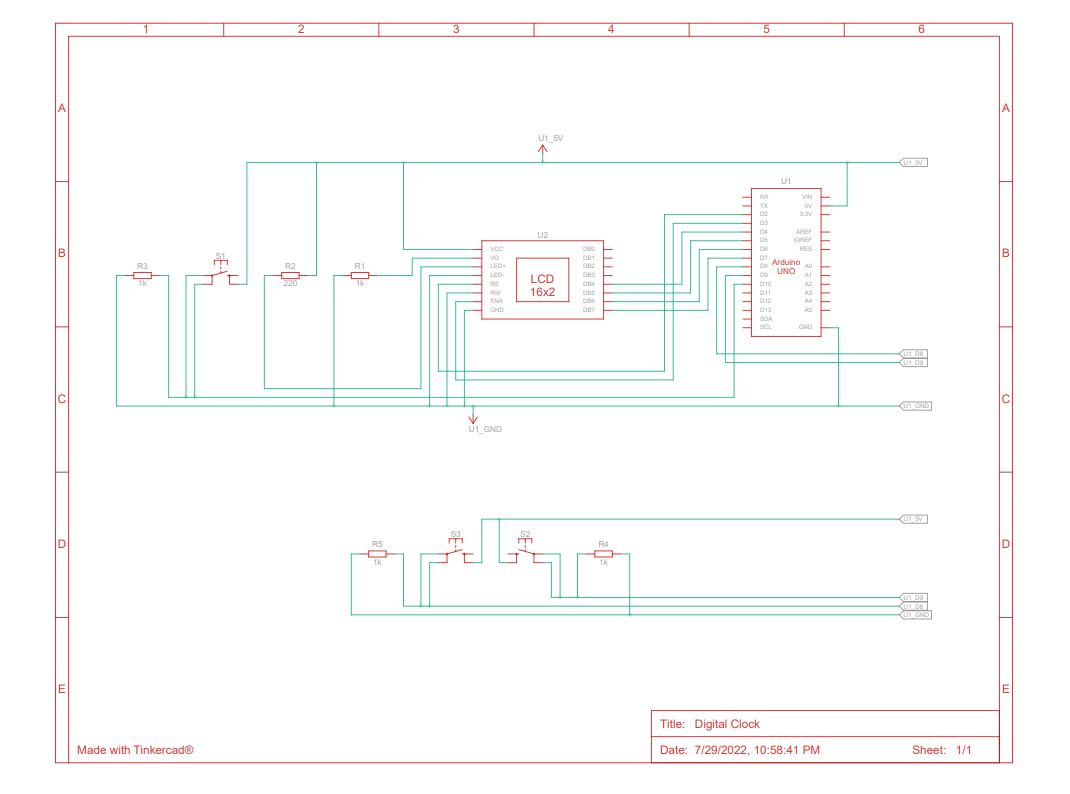 1 2 3 4 5 6
A A
U1_5V
U1_5V
U1
RX VIN
TX 5V
D2 3.3V
D3
D4 AREF
D5 IOREF
D6 RES
D7
D8 A0
D9 A1
D10 A2
D11 A3
D12 A4
D13 A5
SDA
SCL GND
Arduino
UNO
B B
U2
VCC DB0
VO DB1
LED+ DB2
LED- DB3
RS DB4
RW DB5
ENA DB6
GND DB7
LCD
16x2
S1
R3
1k
R2
220
R1
1k
U1_D8
U1_D9
C C
U1_GND
U1_GND
U1_5V
D D
R5
1k
S3
S2
R4
1k
U1_D9
U1_D8
U1_GND
E E
Title: Digital Clock
Made with Tinkercad®
Date: 7/29/2022, 10:58:41 PM Sheet: 1/1